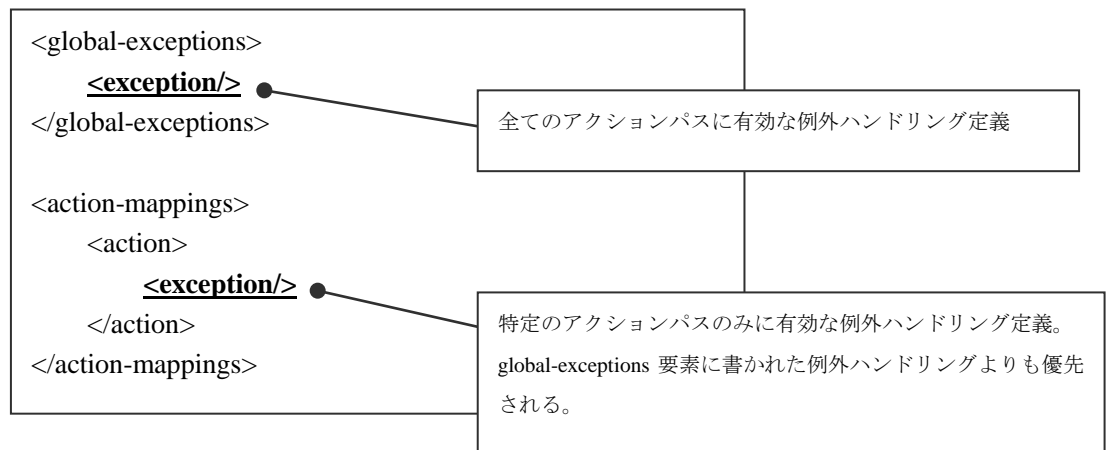 <global-exceptions>
<exception/>
</global-exceptions>
全てのアクションパスに有効な例外ハンドリング定義
<action-mappings>
<action>
<exception/>
</action>
</action-mappings>
特定のアクションパスのみに有効な例外ハンドリング定義。
global-exceptions 要素に書かれた例外ハンドリングよりも優先
される。